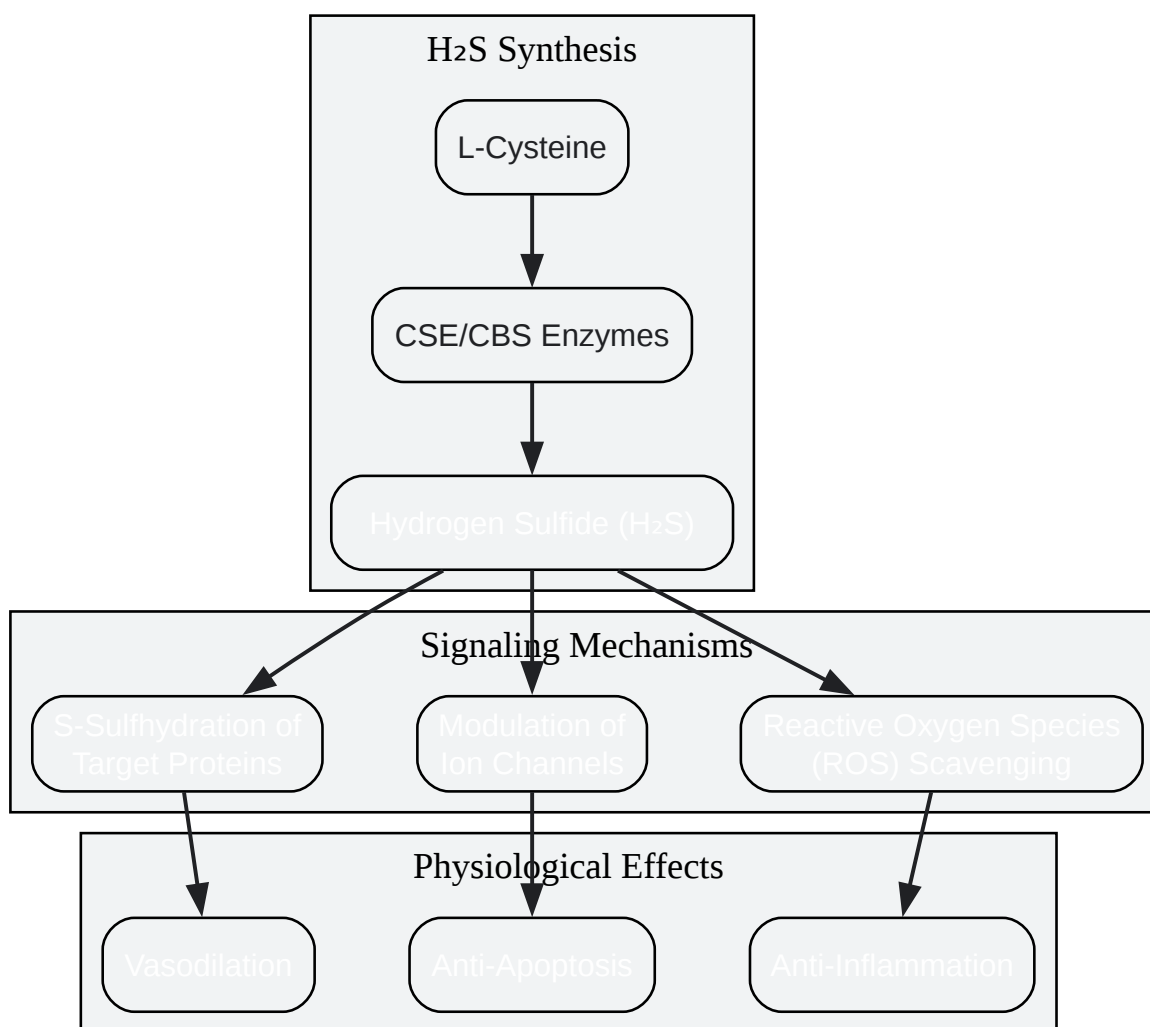 H₂S Synthesis
L-Cysteine
CSE/CBS Enzymes
Hydrogen Sulfide (H₂S)
Signaling Mechanisms
S-Sulfhydration of
Target Proteins
Modulation of
Ion Channels
Reactive Oxygen Species
(ROS) Scavenging
Physiological Effects
Vasodilation
Anti-Apoptosis
Anti-Inflammation